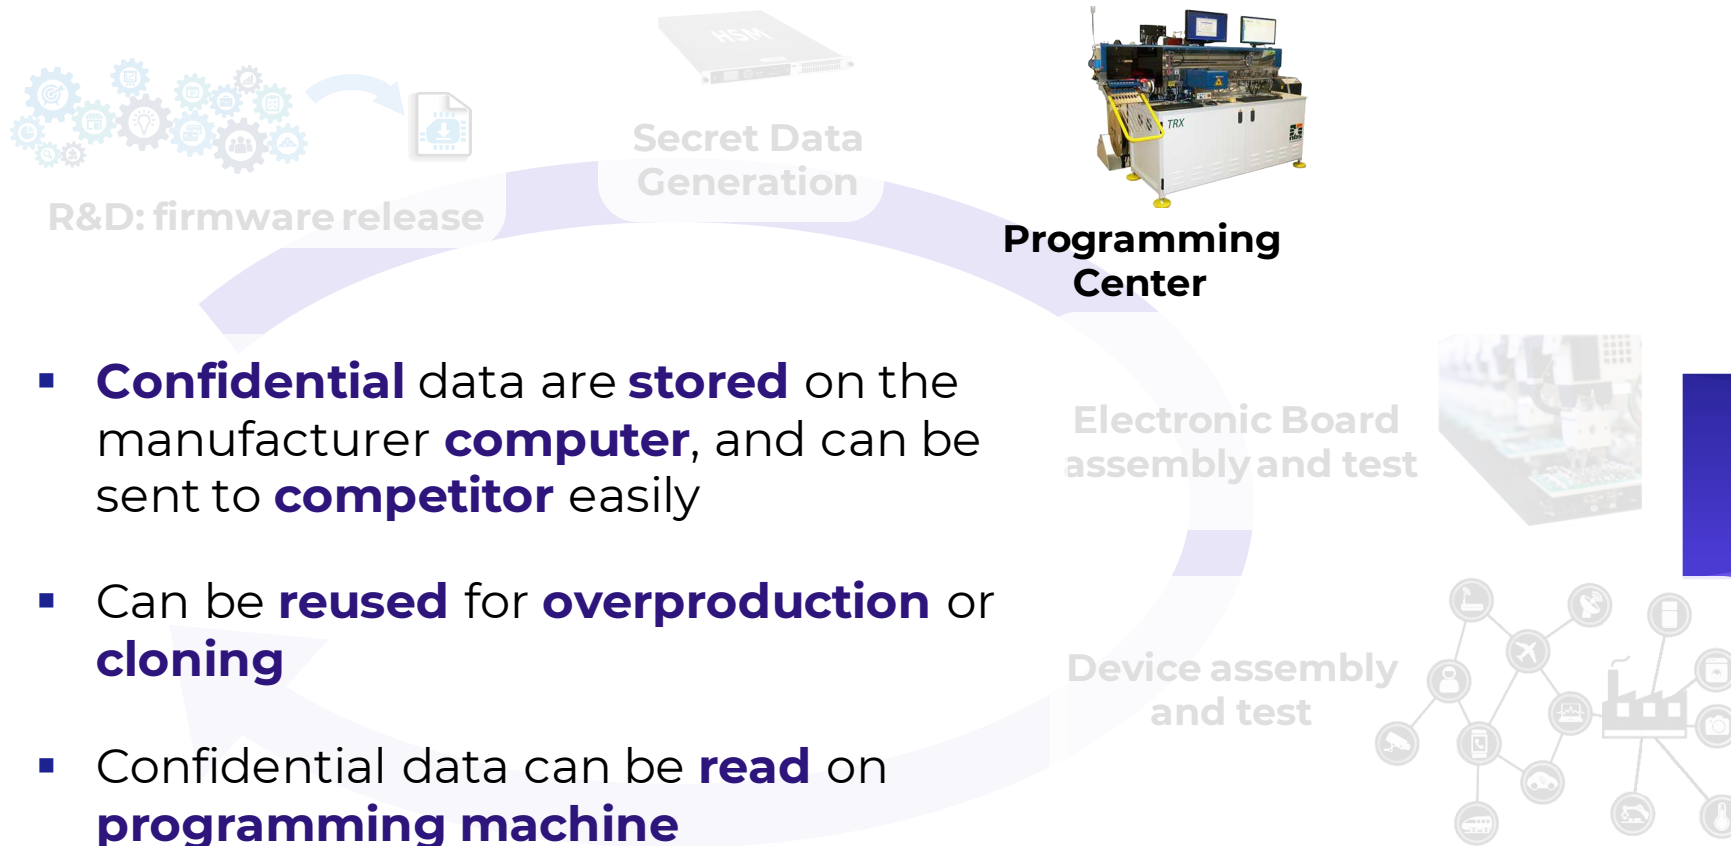 HSM
Secret Data
Generation
R&D: firmware release
TRX
Programming
Center
▪ Confidential data are stored on the
manufacturer computer, and can be
sent to competitor easily
▪ Can be reused for overproduction or
cloning
▪ Confidential data can be read on
programming machine
Electronic Board
assembly and test
Device assembly
and test